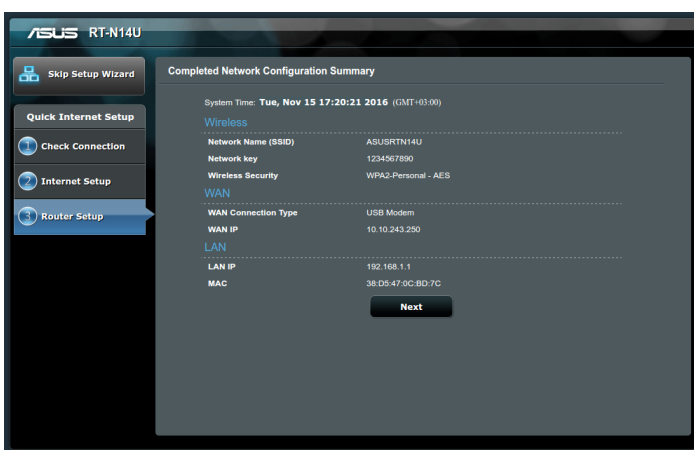 ASUS RT-N14U
Skip Setup Wizard
Quick Internet Setup
1 Check Connection
2 Internet Setup
3 Router Setup
Completed Network Configuration Summary
System Time: Tue, Nov 15 17:20:21 2016 (GMT+03:00)
Wireless
Network Name (SSID) ASUSRTN14U
Network key 1234567890
Wireless Security WPA2-Personal - AES
WAN
WAN Connection Type USB Modem
WAN IP 10.10.243.250
LAN
LAN IP 192.168.1.1
MAC 38:D5:47:0C:BD:7C
Next